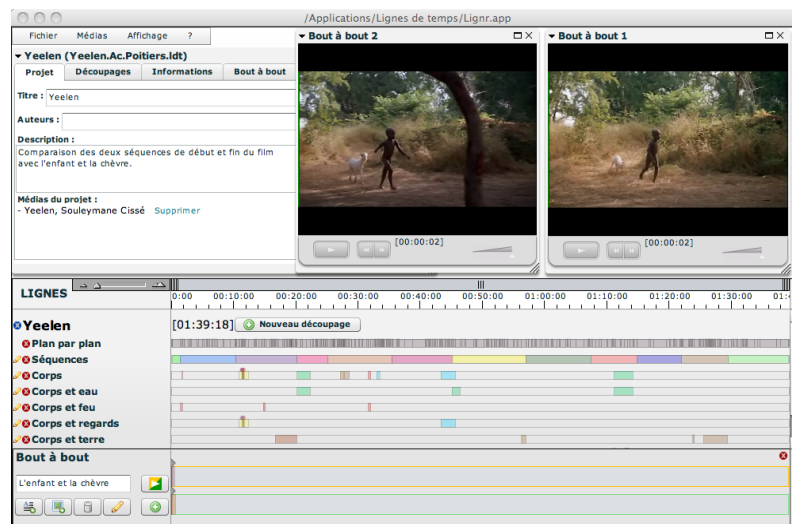 /Applications/Lignes de temps/Lignr.app
Fichier Médias Affichage ?
Yeelen (Yeelen.Ac.Poitiers.ldt)
Projet Découpages Informations Bout à bout
Titre : Yeelen
Auteurs :
Description :
Comparaison des deux séquences de début et fin du film
avec l'enfant et la chèvre.
Médias du projet :
- Yeelen, Souleymane Cissé Supprimer
Bout à bout 2
[00:00:02]
Bout à bout 1
[00:00:02]
LIGNES
0:00 00:10:00 00:20:00 00:30:00 00:40:00 00:50:00 01:00:00 01:10:00 01:20:00 01:30:00 01:4
Yeelen
[01:39:18] Nouveau découpage
Plan par plan
Séquences
Corps
Corps et eau
Corps et feu
Corps et regards
Corps et terre
Bout à bout
L'enfant et la chèvre